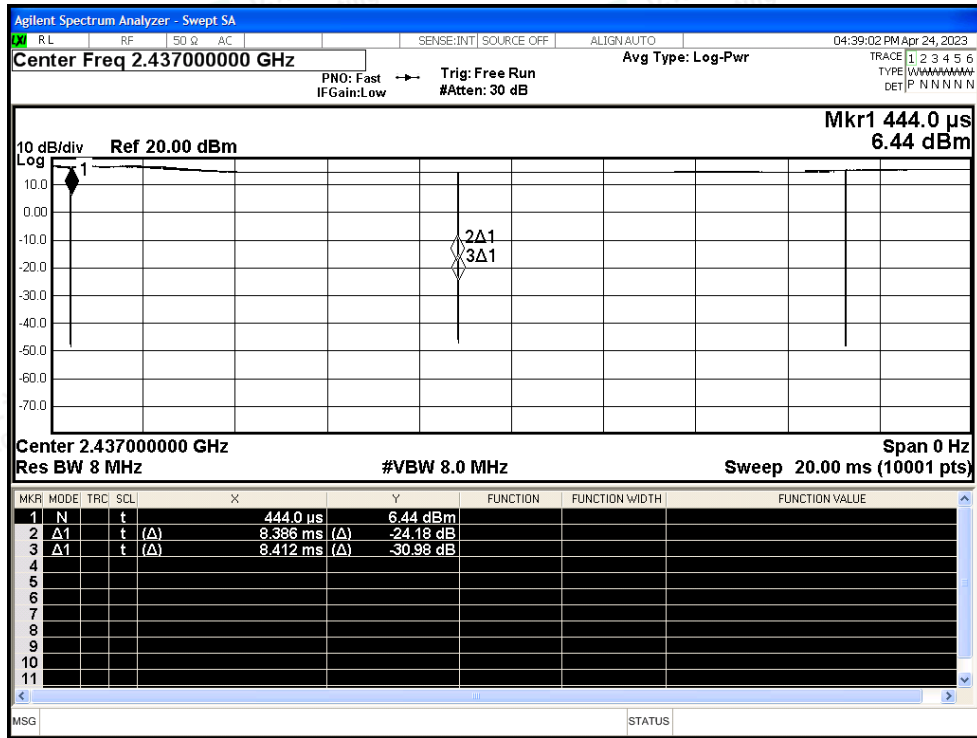 Agilent Spectrum Analyzer - Swept SA
LXI RL RF 50 Ω AC SENSE:INT SOURCE OFF ALIGN AUTO 04:39:02 PM Apr 24, 2023
Center Freq 2.437000000 GHz
PNO: Fast
IFGain:Low
Trig: Free Run
#Atten: 30 dB
Avg Type: Log-Pwr
TRACE 1 2 3 4 5 6
TYPE WWWWWW
DET P N N N N N
Mkr1 444.0 µs
6.44 dBm
10 dB/div Ref 20.00 dBm
Log
1
10.0
0.00
-10.0
2Δ1
3Δ1
-20.0
-30.0
-40.0
-50.0
-60.0
-70.0
Center 2.437000000 GHz Span 0 Hz
Res BW 8 MHz #VBW 8.0 MHz Sweep 20.00 ms (10001 pts)
MKR MODE TRC SCL X Y FUNCTION FUNCTION WIDTH FUNCTION VALUE
1 N t 444.0 µs 6.44 dBm
2 Δ1 t (Δ) 8.386 ms (Δ) -24.18 dB
3 Δ1 t (Δ) 8.412 ms (Δ) -30.98 dB
4
5
6
7
8
9
10
11
MSG STATUS